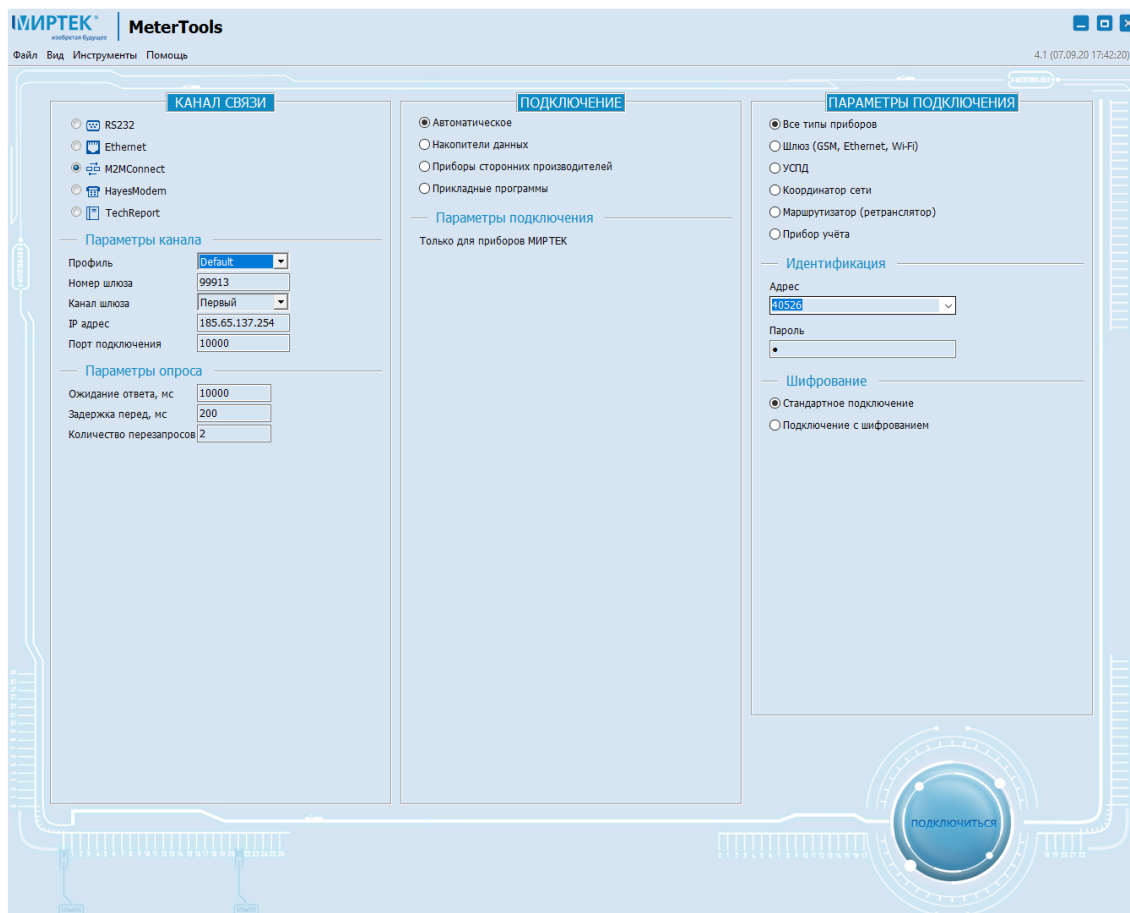 МИРТЕК
изобретая будущее
MeterTools
Файл Вид Инструменты Помощь
4.1 (07.09.20 17:42:20)
КАНАЛ СВЯЗИ
RS232
Ethernet
M2MConnect
HayesModem
TechReport
Параметры канала
Профиль Default
Номер шлюза 99913
Канал шлюза Первый
IP адрес 185.65.137.254
Порт подключения 10000
Параметры опроса
Ожидание ответа, мс 10000
Задержка перед, мс 200
Количество перезапросов 2
ПОДКЛЮЧЕНИЕ
Автоматическое
Накопители данных
Приборы сторонних производителей
Прикладные программы
Параметры подключения
Только для приборов МИРТЕК
ПАРАМЕТРЫ ПОДКЛЮЧЕНИЯ
Все типы приборов
Шлюз (GSM, Ethernet, Wi-Fi)
УСПД
Координатор сети
Маршрутизатор (ретранслятор)
Прибор учёта
Идентификация
Адрес
40526
Пароль
•
Шифрование
Стандартное подключение
Подключение с шифрованием
ПОДКЛЮЧИТЬСЯ